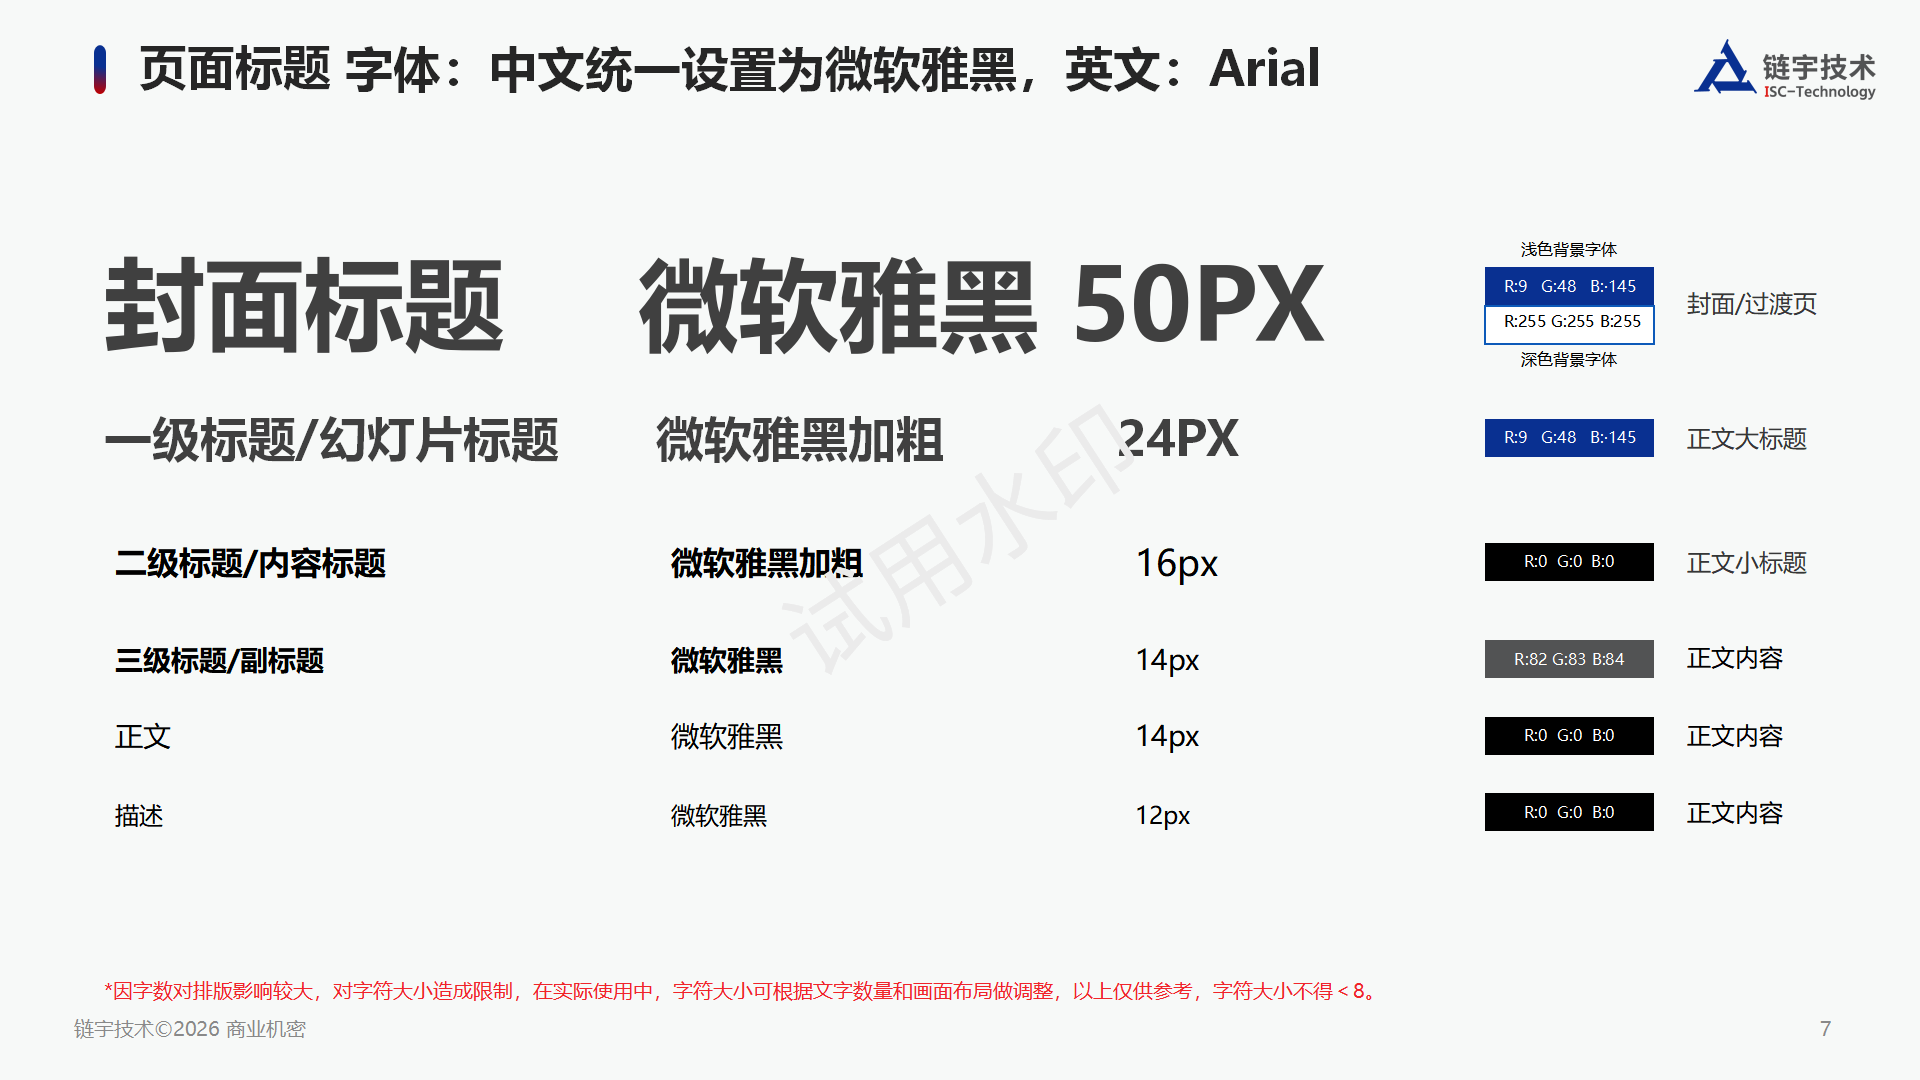 页面标题 字体：中文统一设置为微软雅黑，英文：Arial
链宇技术
ISC-Technology
封面标题 微软雅黑 50PX
浅色背景字体
R:9 G:48 B:·145
R:255 G:255 B:255
深色背景字体
封面/过渡页
一级标题/幻灯片标题 微软雅黑加粗 24PX R:9 G:48 B:·145 正文大标题
二级标题/内容标题 微软雅黑加粗 16px R:0 G:0 B:0 正文小标题
三级标题/副标题 微软雅黑 14px R:82 G:83 B:84 正文内容
正文 微软雅黑 14px R:0 G:0 B:0 正文内容
描述 微软雅黑 12px R:0 G:0 B:0 正文内容
试用水印
*因字数对排版影响较大，对字符大小造成限制，在实际使用中，字符大小可根据文字数量和画面布局做调整，以上仅供参考，字符大小不得＜8。
链宇技术©2026 商业机密
7